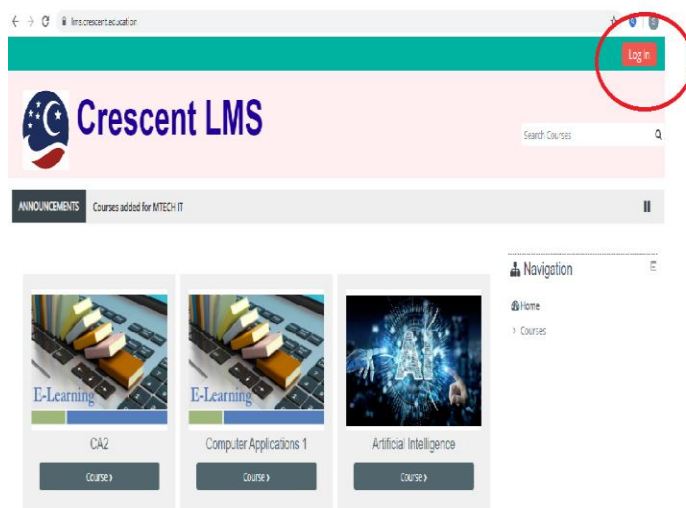 lms.crescent.education
Log In
Crescent LMS
Search Courses
ANNOUNCEMENTS Courses added for MTECH IT
Navigation
Home
Courses
E-Learning
E-Learning
AI
CA2
Computer Applications 1
Artificial Intelligence
Course
Course
Course